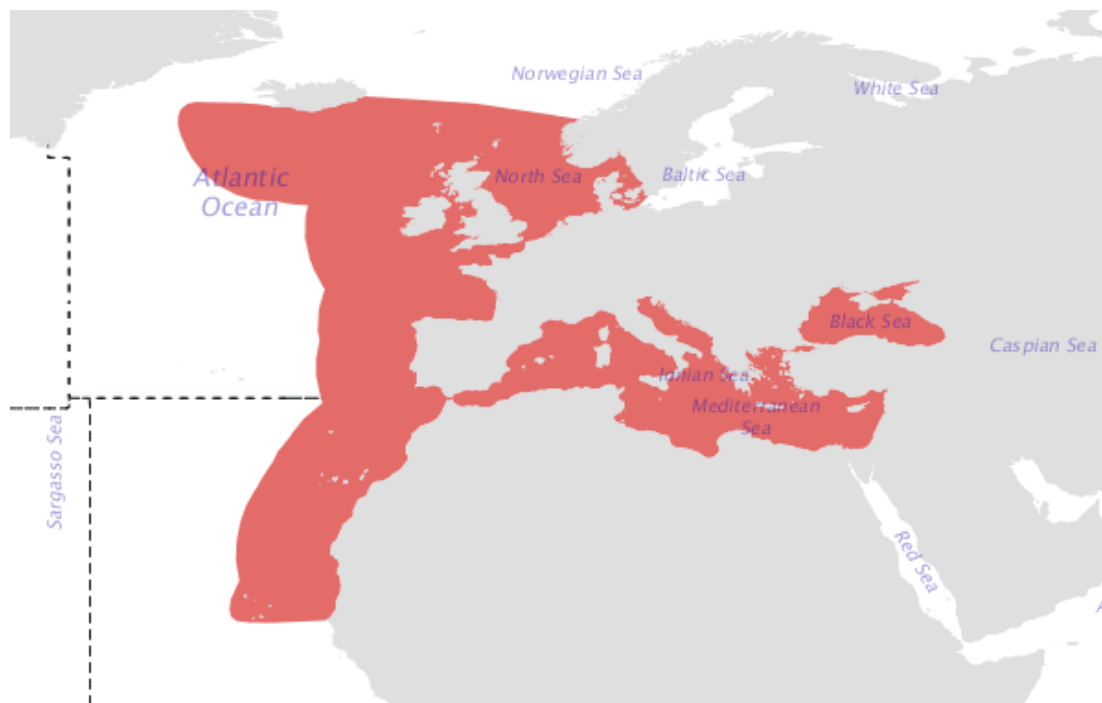 Norwegian Sea
White Sea
Atlantic
Ocean
North Sea
Baltic Sea
Black Sea
Caspian Sea
Ionian Sea
Mediterranean
Sea
Sargasso Sea
Red Sea